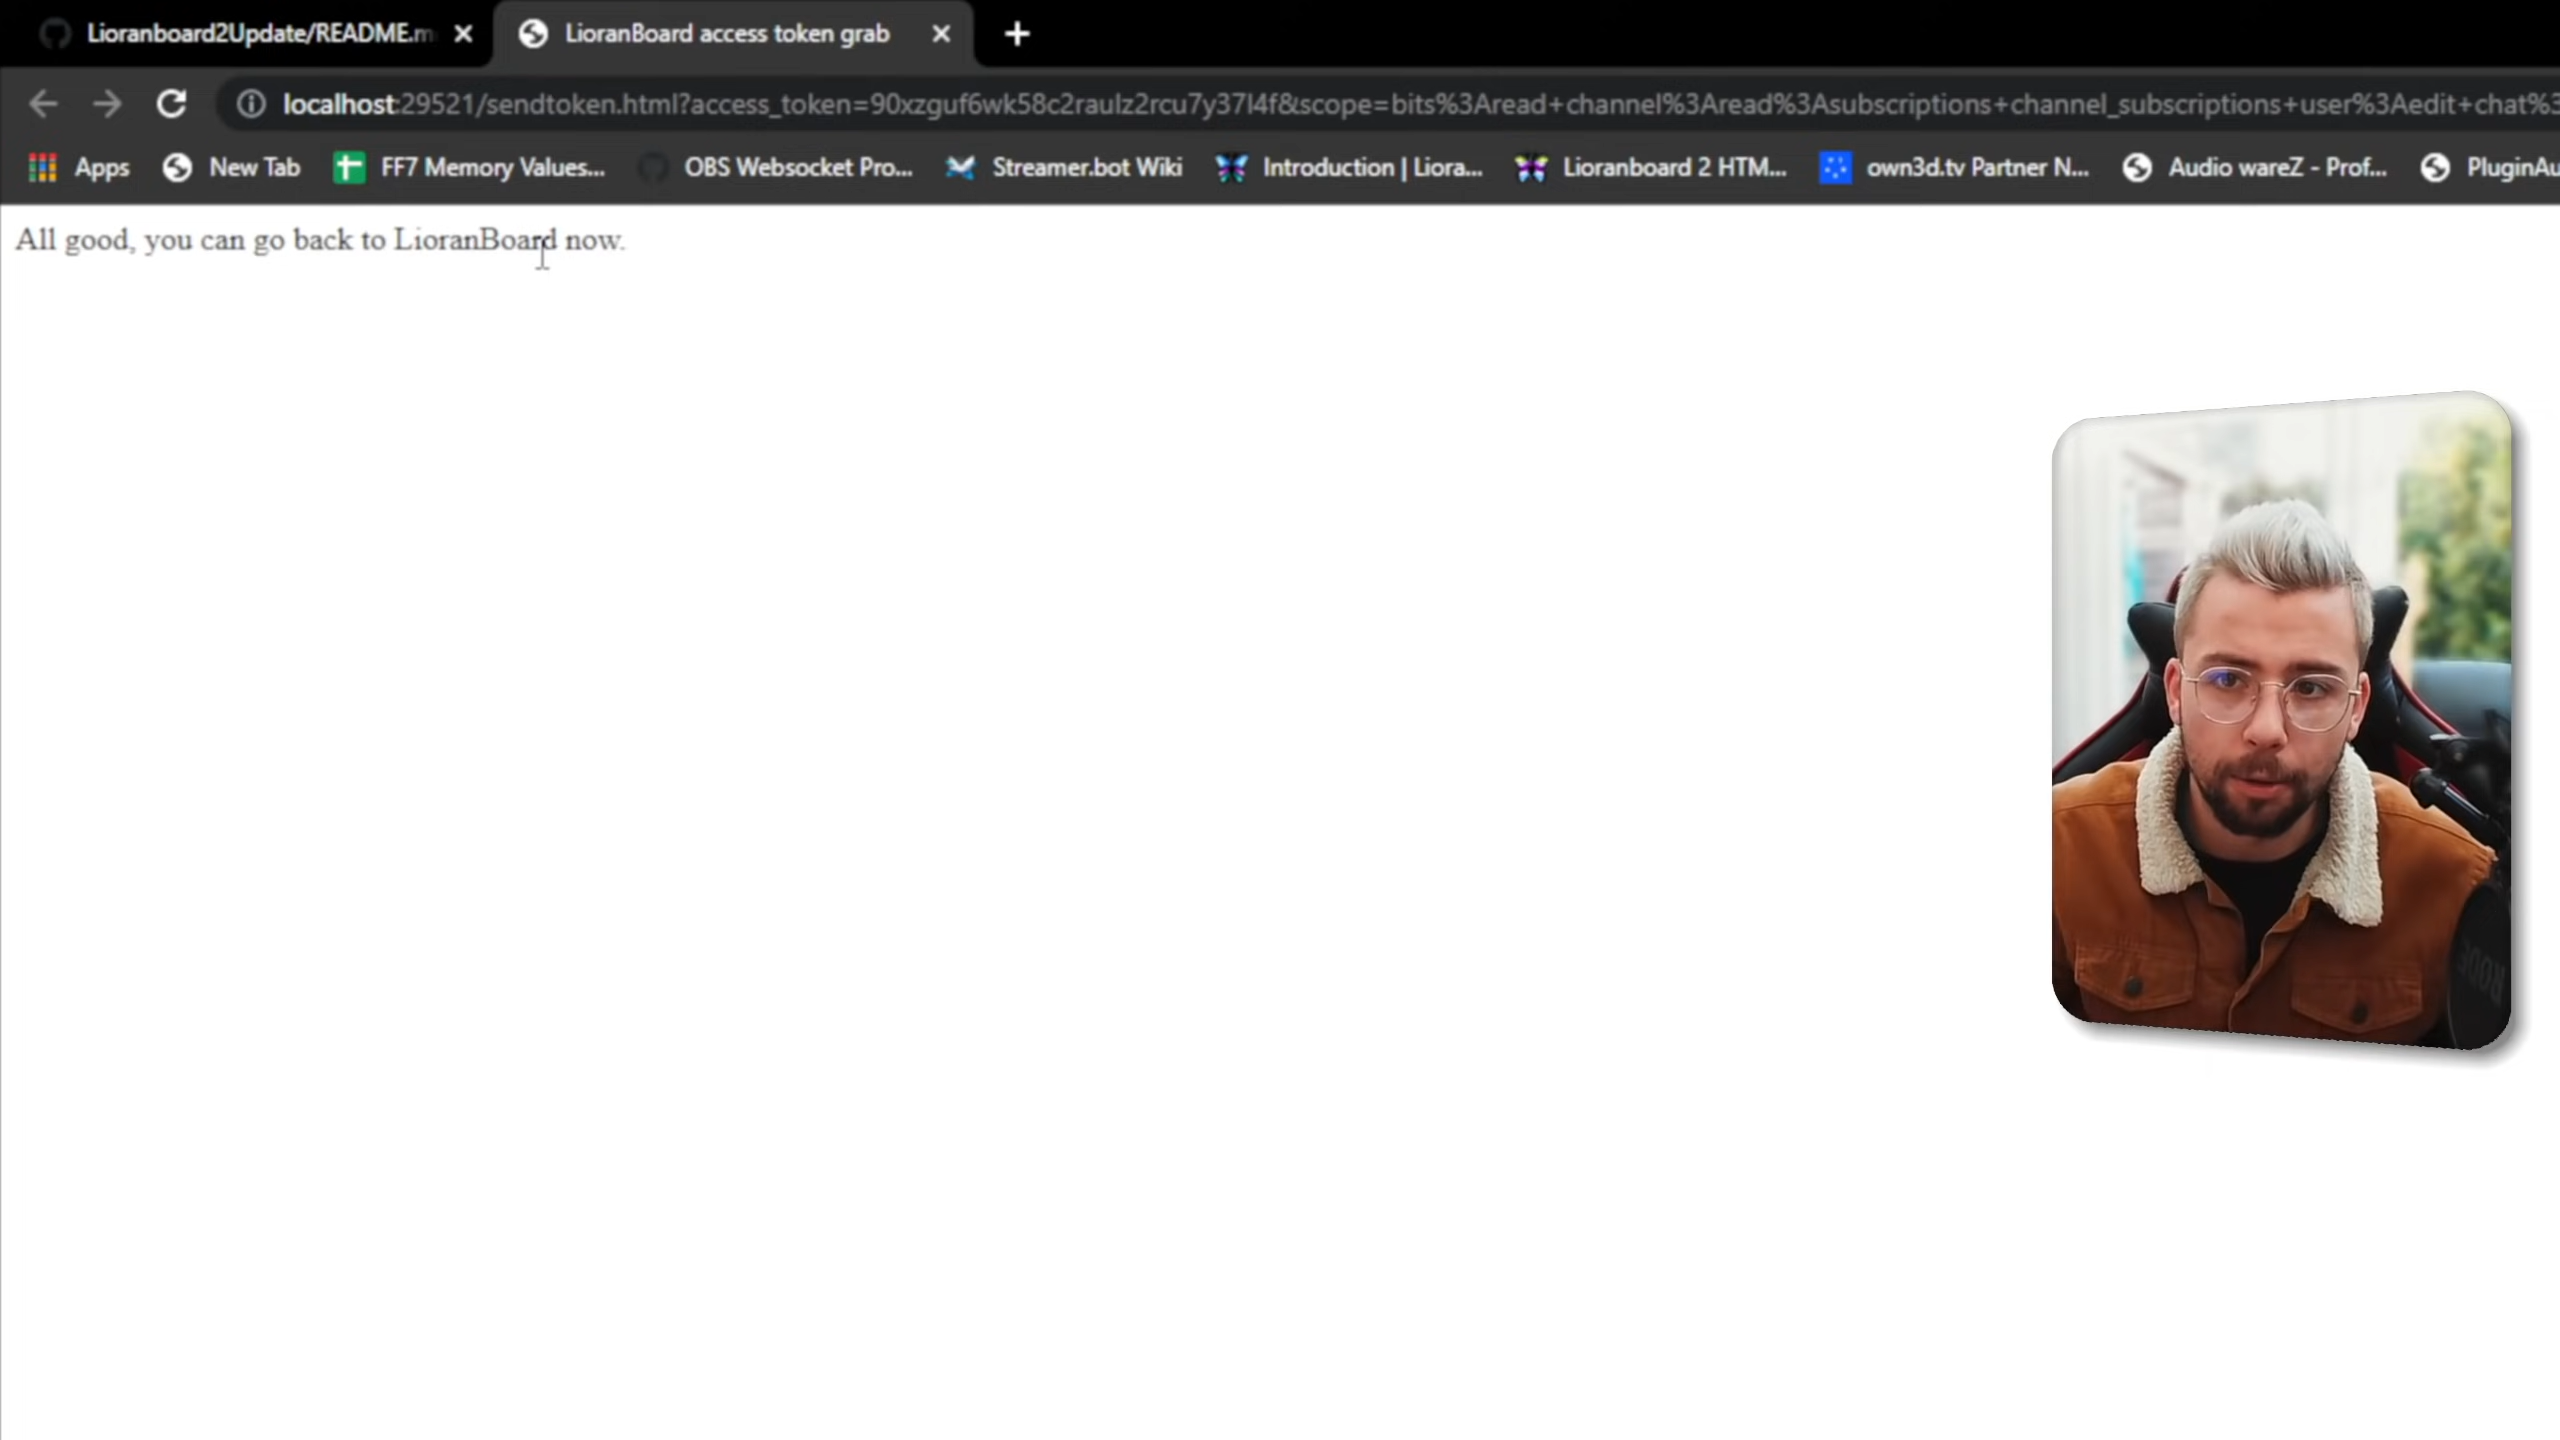 Lioranboard2Update/README.m
LioranBoard access token grab
localhost:29521/sendtoken.html?access_token=90xzguf6wk58c2raulz2rcu7y37l4f&scope=bits%3Aread+channel%3Aread%3Asubscriptions+channel_subscriptions+user%3Aedit+chat%3
Apps New Tab FF7 Memory Values... OBS Websocket Pro... Streamer.bot Wiki Introduction | Liora... Lioranboard 2 HTM... own3d.tv Partner N... Audio wareZ - Prof... PluginAu
All good, you can go back to LioranBoard now.
RODE